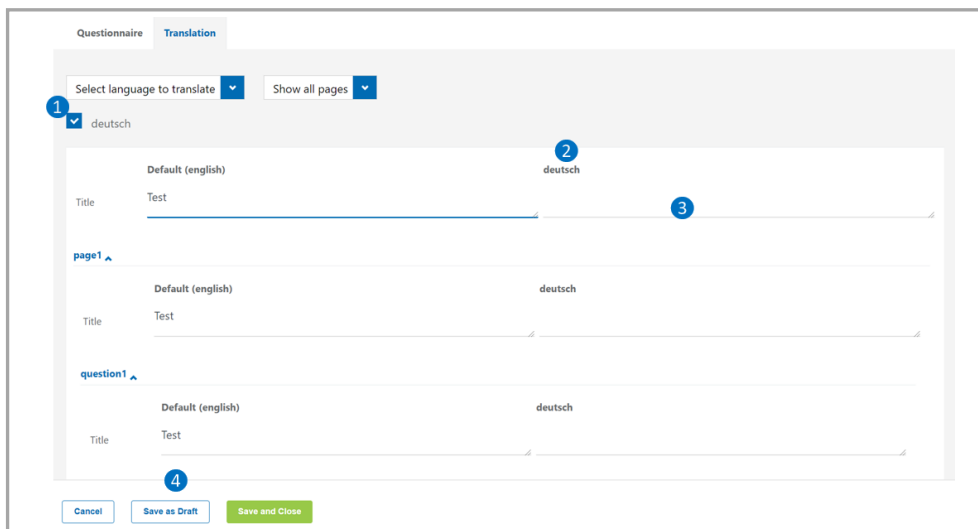 Questionnaire Translation
Select language to translate Show all pages
1
deutsch
2
Default (english) deutsch
Title Test
3
page1
Default (english) deutsch
Title Test
question1
Default (english) deutsch
Title Test
4
Cancel Save as Draft Save and Close